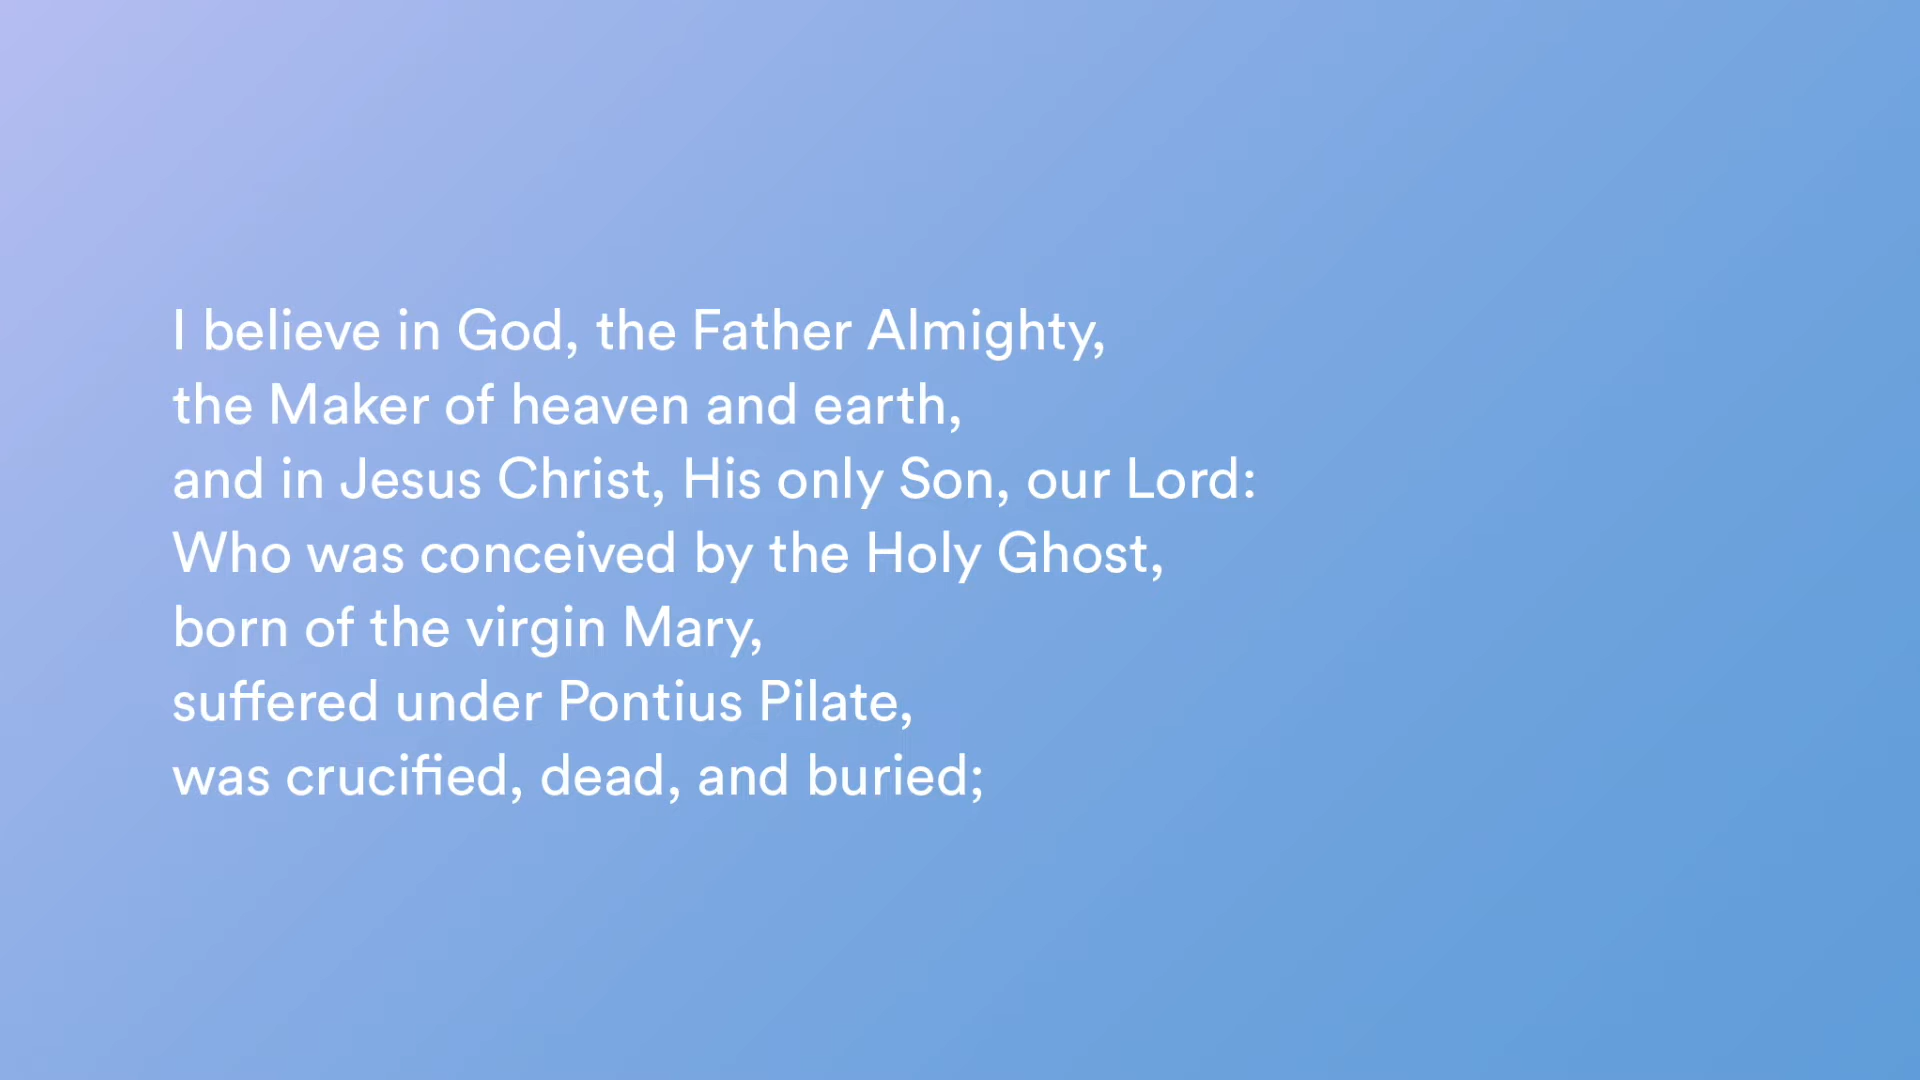 I believe in God, the Father Almighty,
the Maker of heaven and earth,
and in Jesus Christ, His only Son, our Lord:
Who was conceived by the Holy Ghost,
born of the virgin Mary,
suffered under Pontius Pilate,
was crucified, dead, and buried;